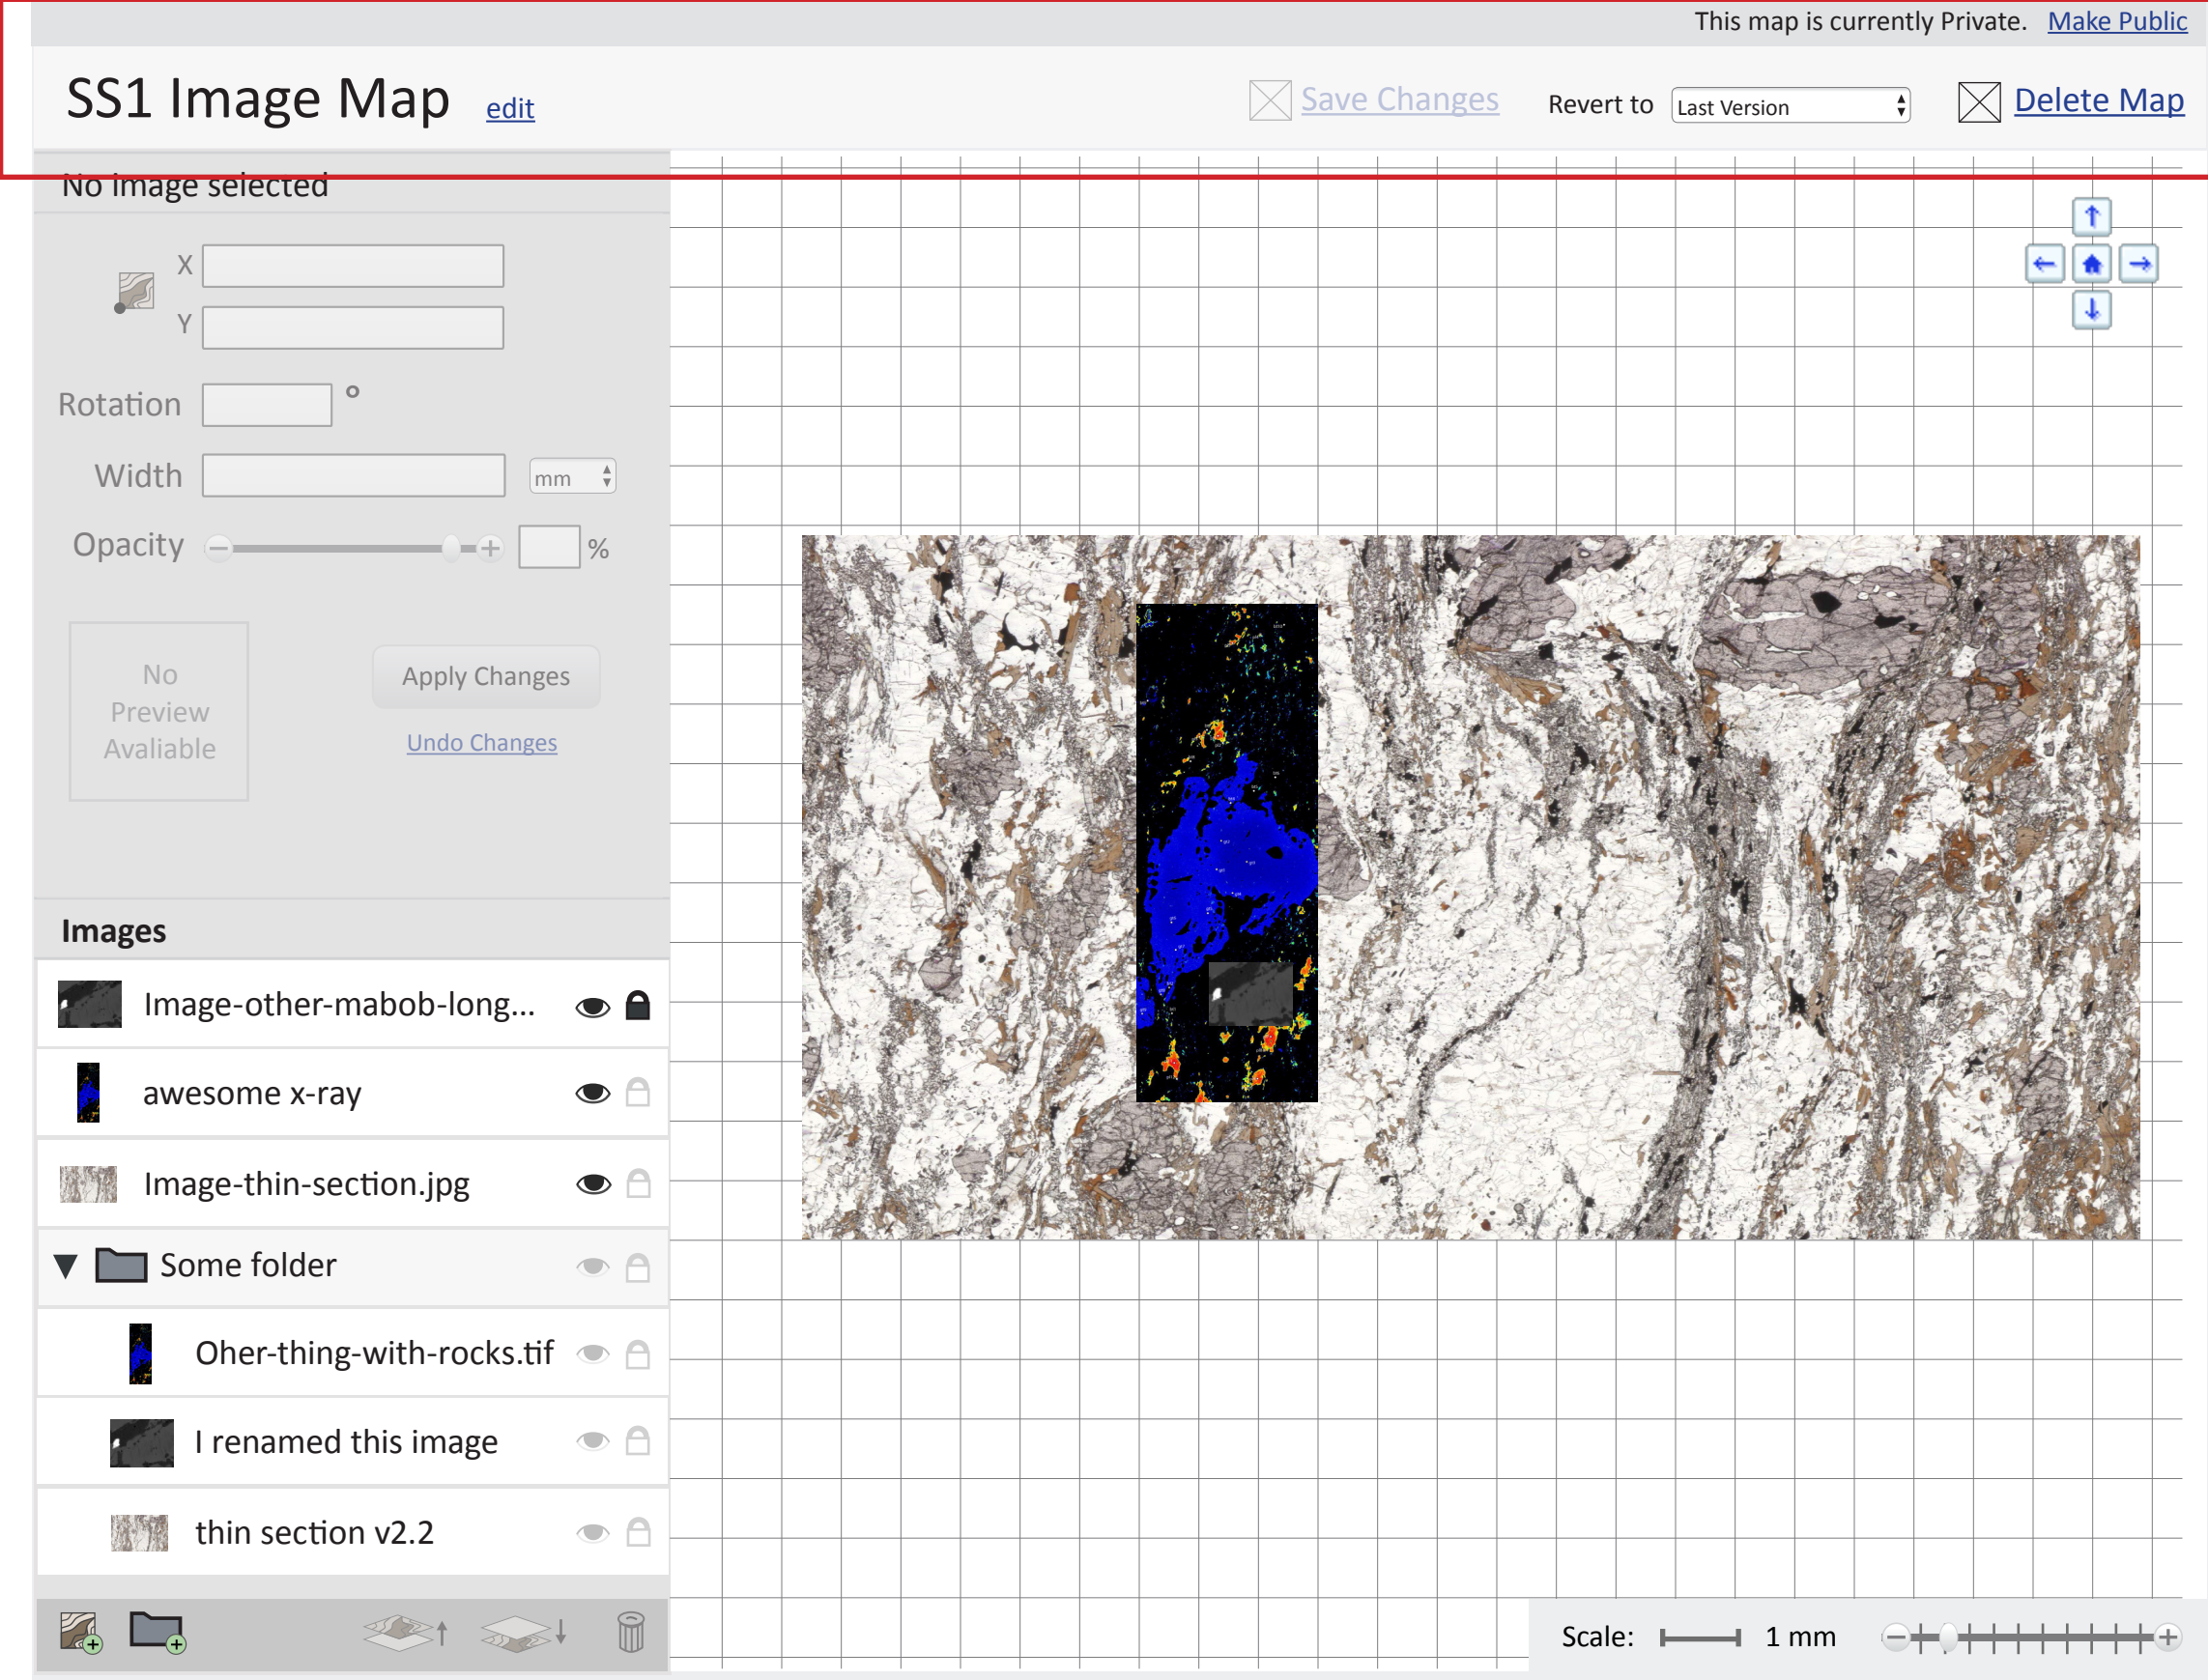 This map is currently Private. Make Public
SS1 Image Map edit
Save Changes Revert to Last Version Delete Map
No image selected
X
Y
Rotation °
Width mm
Opacity %
No
Preview
Avaliable
Apply Changes
Undo Changes
Images
Image-other-mabob-long...
awesome x-ray
Image-thin-section.jpg
Some folder
Oher-thing-with-rocks.tif
I renamed this image
thin section v2.2
Scale: 1 mm